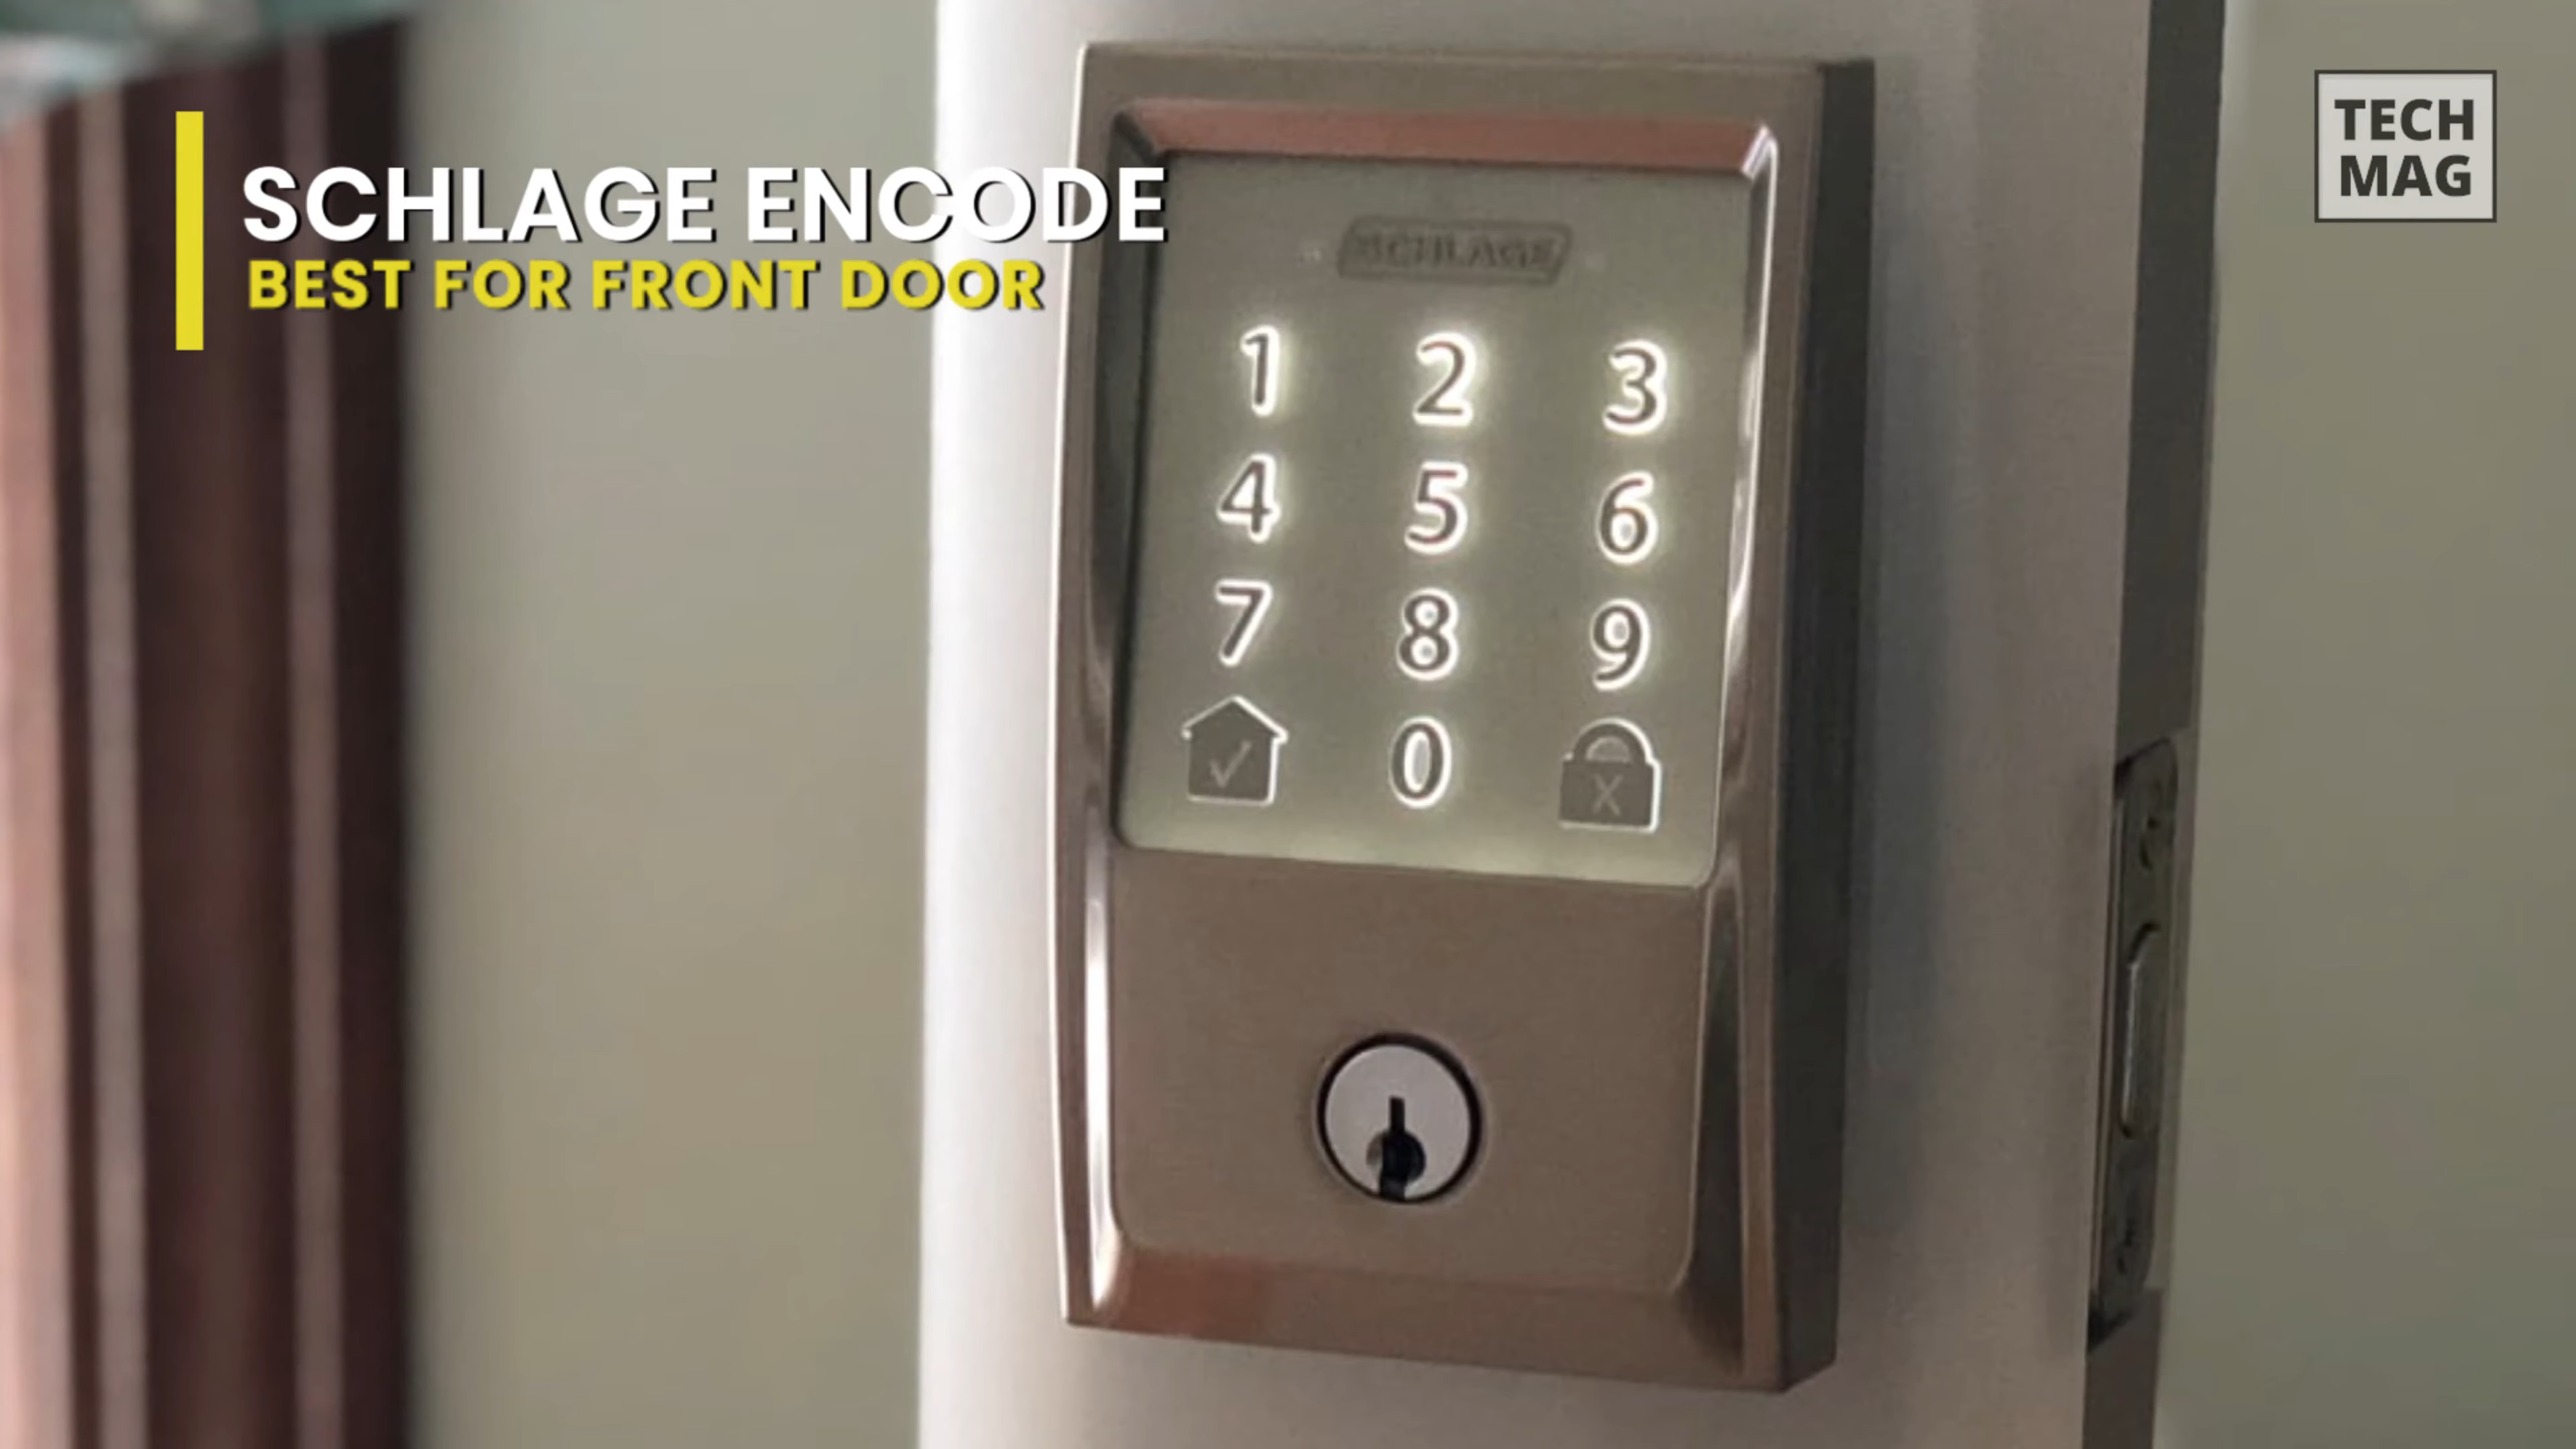 SCHLAGE ENCODE
BEST FOR FRONT DOOR
TECH
MAG
SCHLAGE
1 2 3
4 5 6
7 8 9
0 X